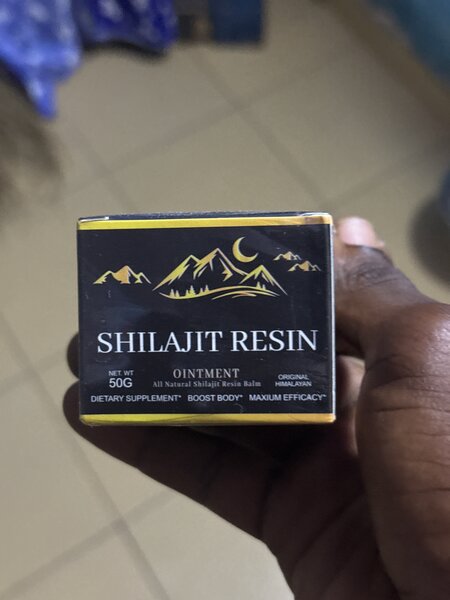 SHILAJIT RESIN
OINTMENT
All Natural Shilajit Resin Balm
NET. WT
50G
ORIGINAL
HIMALAYAN
DIETARY SUPPLEMENT* BOOST BODY* MAXIUM EFFICACY*